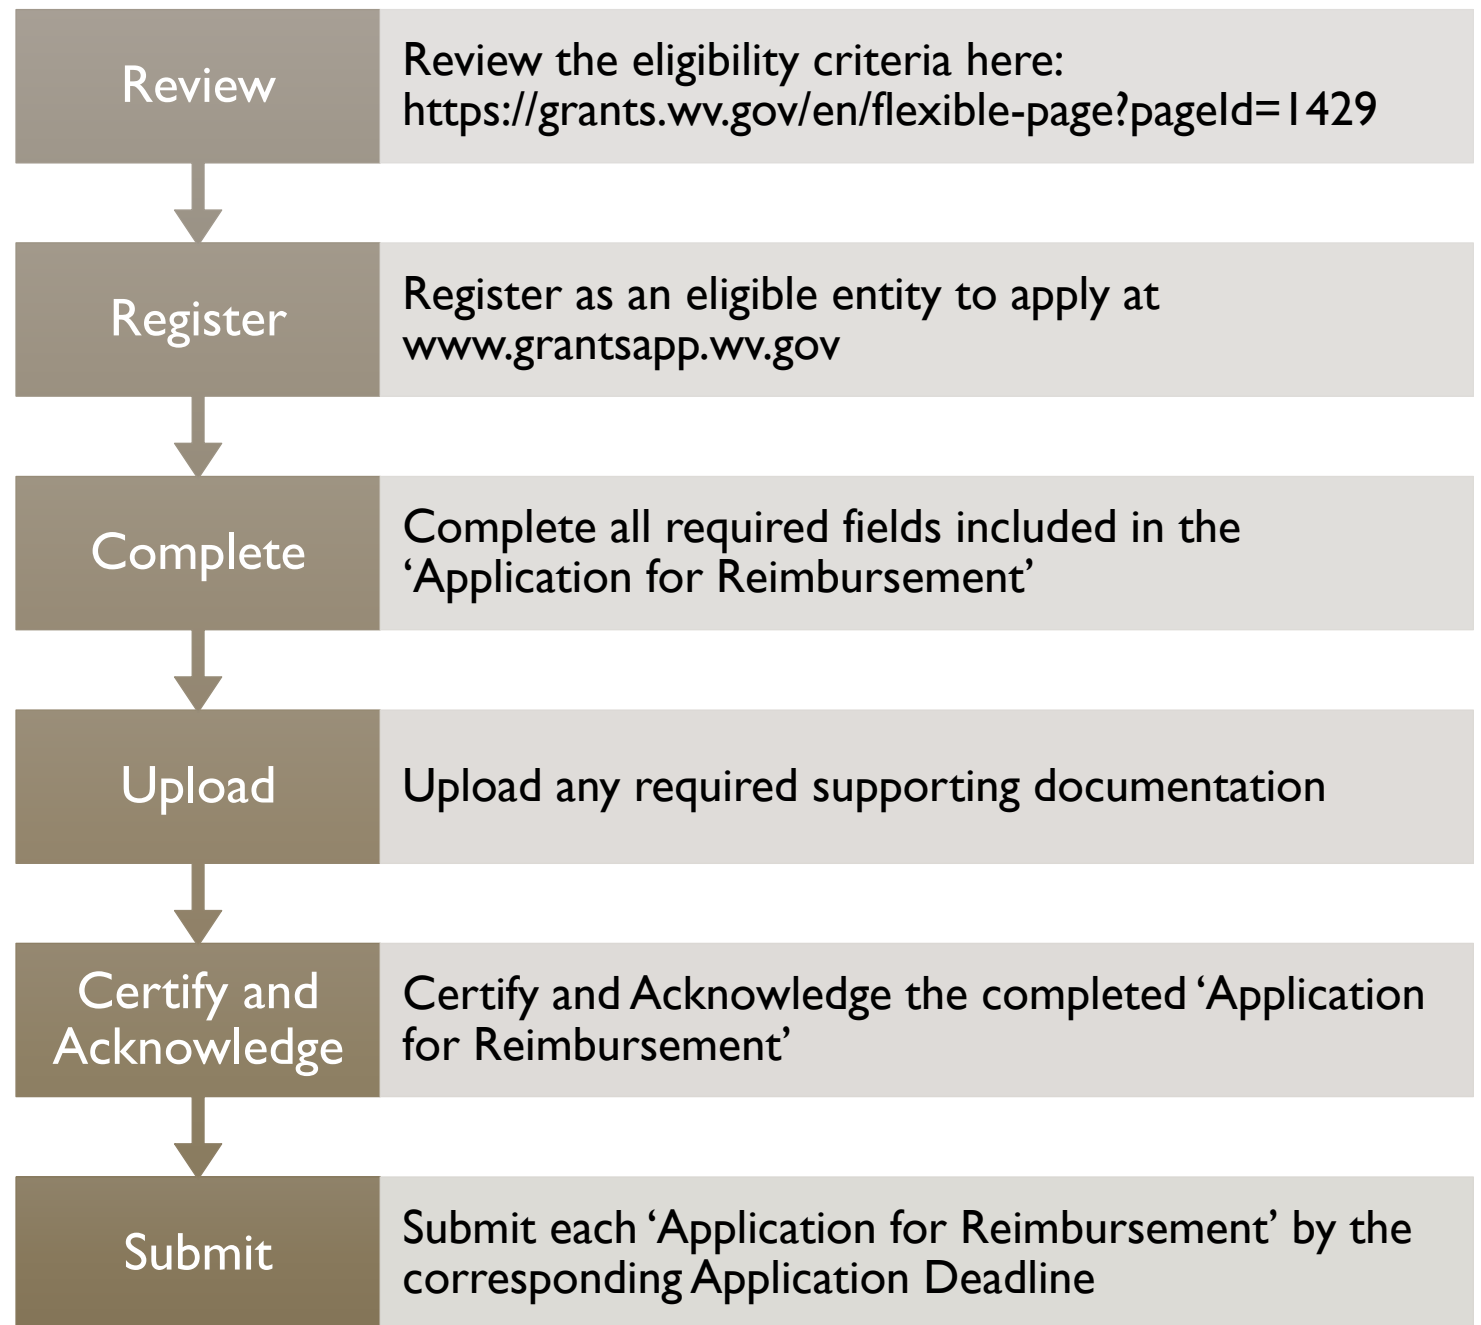 Review
Review the eligibility criteria here:
https://grants.wv.gov/en/flexible-page?pageId=1429
Register
Register as an eligible entity to apply at
www.grantsapp.wv.gov
Complete
Complete all required fields included in the
‘Application for Reimbursement’
Upload
Upload any required supporting documentation
Certify and
Acknowledge
Certify and Acknowledge the completed ‘Application
for Reimbursement’
Submit
Submit each ‘Application for Reimbursement’ by the
corresponding Application Deadline